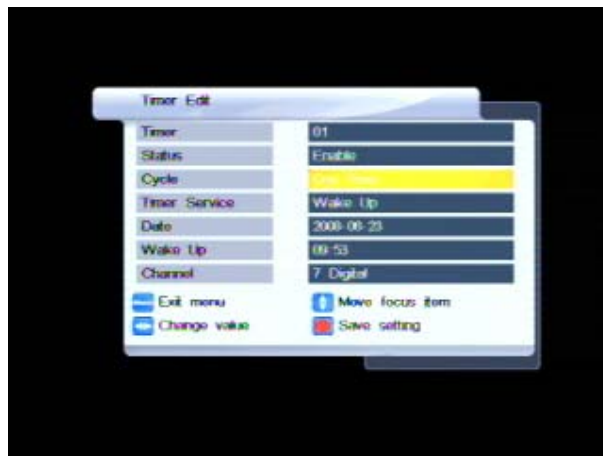 Timer Edit
Timer 01
Status Enable
Cycle
Timer Service Wake Up
Date 2008-06-23
Wake Up 09:53
Channel 7 Digital
Exit menu Move focus item
Change value Save setting